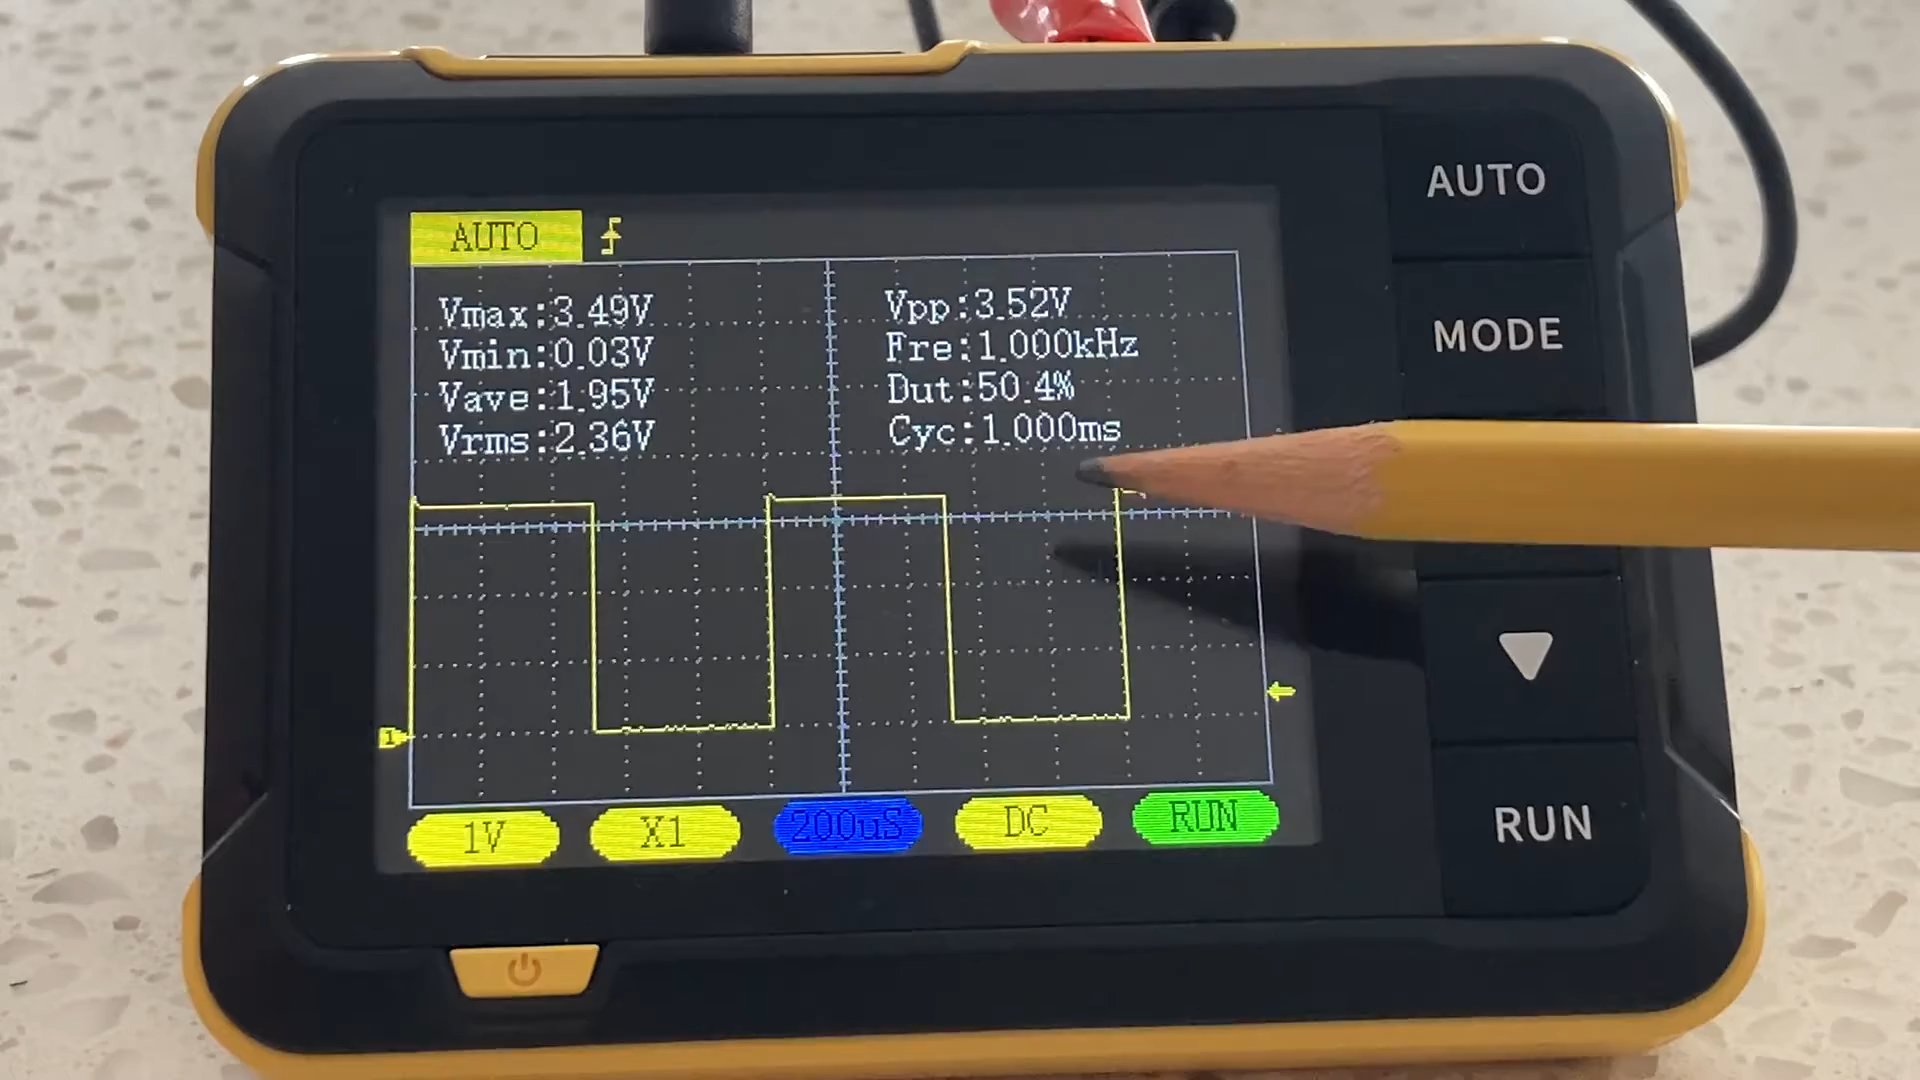 AUTO
Vmax:3.49V Vpp:3.52V
Vmin:0.03V Fre:1.000kHz
Vave:1.95V Dut:50.4%
Vrms:2.36V Cyc:1.000ms
1
1V X1 200uS DC RUN
AUTO
MODE
RUN